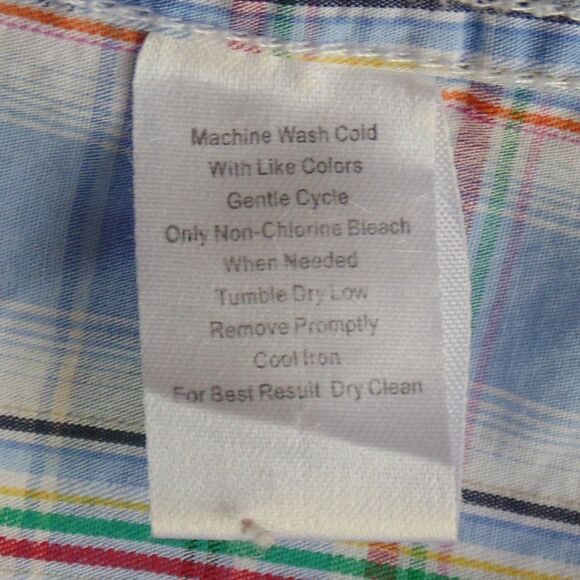 Machine Wash Cold
With Like Colors
Gentle Cycle
Only Non-Chlorine Bleach
When Needed
Tumble Dry Low
Remove Promptly
Cool Iron
For Best Result Dry Clean